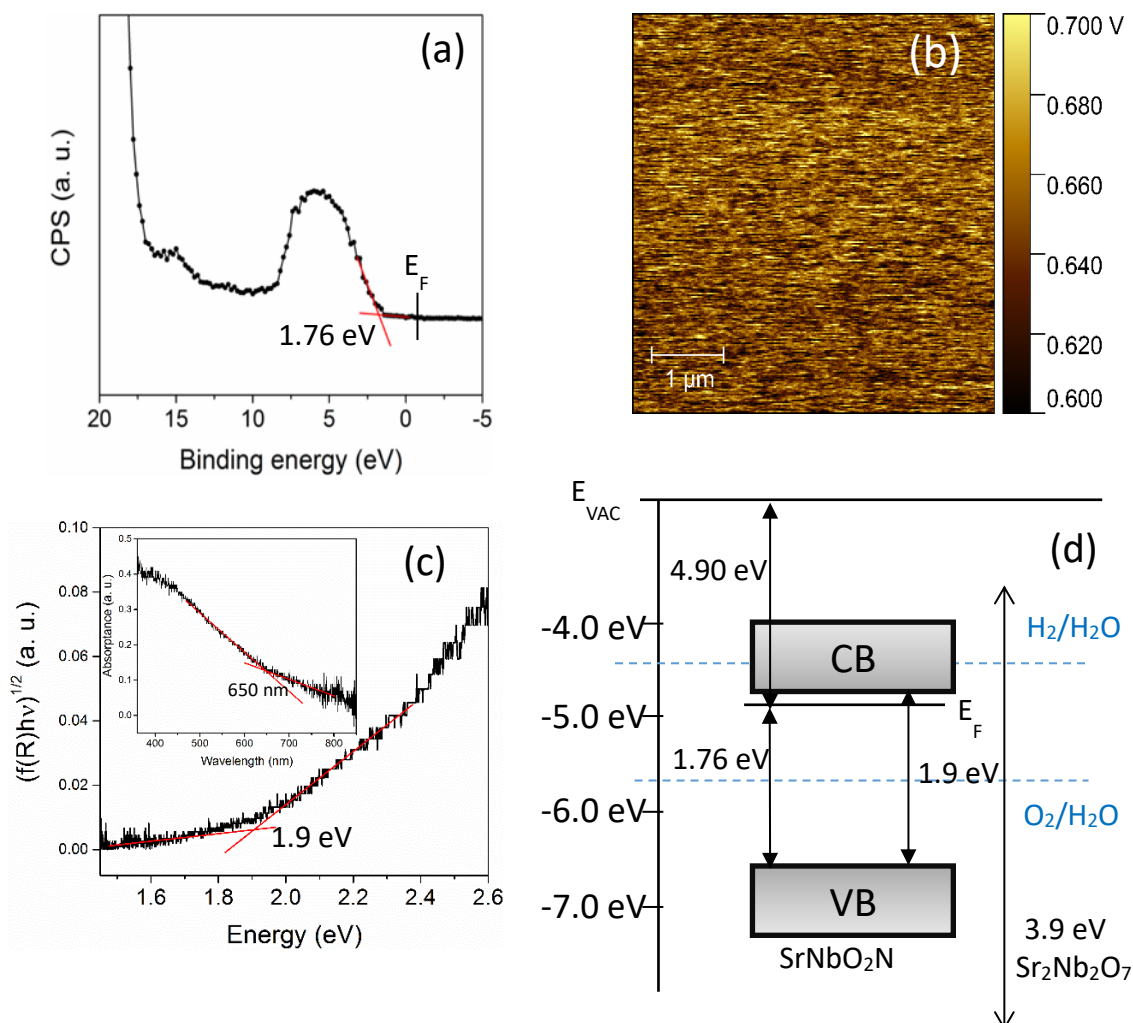 (a)
CPS (a. u.)
E_F
1.76 eV
20 15 10 5 0 -5
Binding energy (eV)
(b)
1 µm
0.700 V
0.680
0.660
0.640
0.620
0.600
(c)
(f(R)hν)^1/2 (a. u.)
0.10
0.08
0.06
0.04
0.02
0.00
1.6 1.8 2.0 2.2 2.4 2.6
Energy (eV)
1.9 eV
Absorptance (a. u.)
0.5
0.4
0.3
0.2
0.1
0.0
400 500 600 700 800
Wavelength (nm)
650 nm
(d)
E_VAC
4.90 eV
-4.0 eV
-5.0 eV
-6.0 eV
-7.0 eV
CB
H₂/H₂O
E_F
1.76 eV
1.9 eV
O₂/H₂O
VB
SrNbO₂N
3.9 eV
Sr₂Nb₂O₇